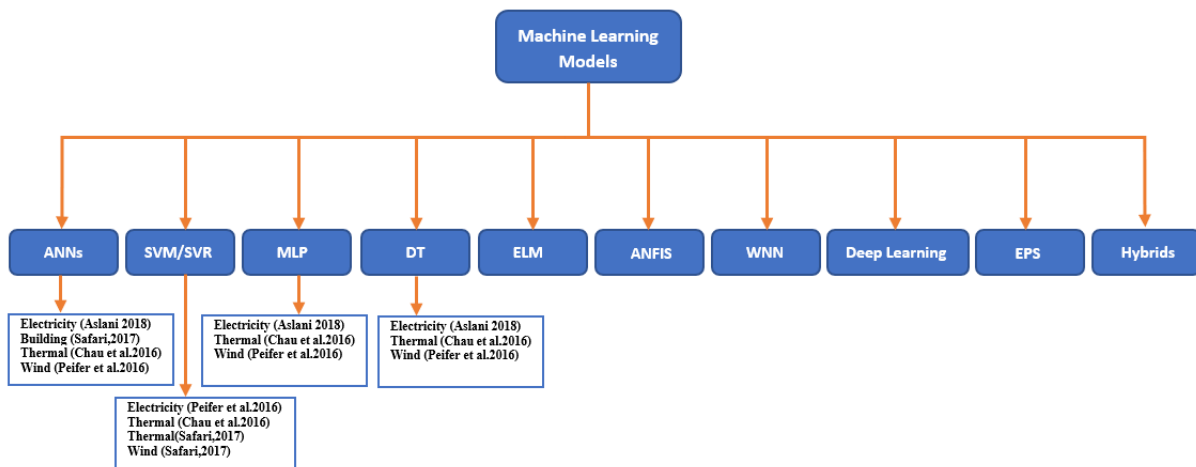 Machine Learning
Models
ANNs
SVM/SVR
MLP
DT
ELM
ANFIS
WNN
Deep Learning
EPS
Hybrids
Electricity (Aslani 2018)
Building (Safari,2017)
Thermal (Chau et al.2016)
Wind (Peifer et al.2016)
Electricity (Peifer et al.2016)
Thermal (Chau et al.2016)
Thermal(Safari,2017)
Wind (Safari,2017)
Electricity (Aslani 2018)
Thermal (Chau et al.2016)
Wind (Peifer et al.2016)
Electricity (Aslani 2018)
Thermal (Chau et al.2016)
Wind (Peifer et al.2016)